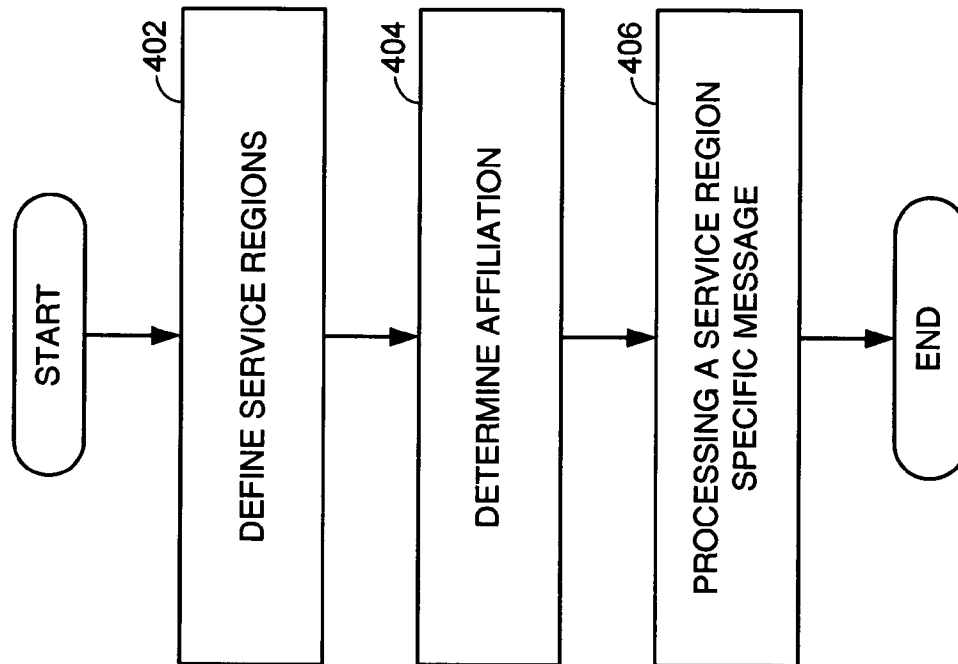 START
402
DEFINE SERVICE REGIONS
404
DETERMINE AFFILIATION
406
PROCESSING A SERVICE REGION
SPECIFIC MESSAGE
END